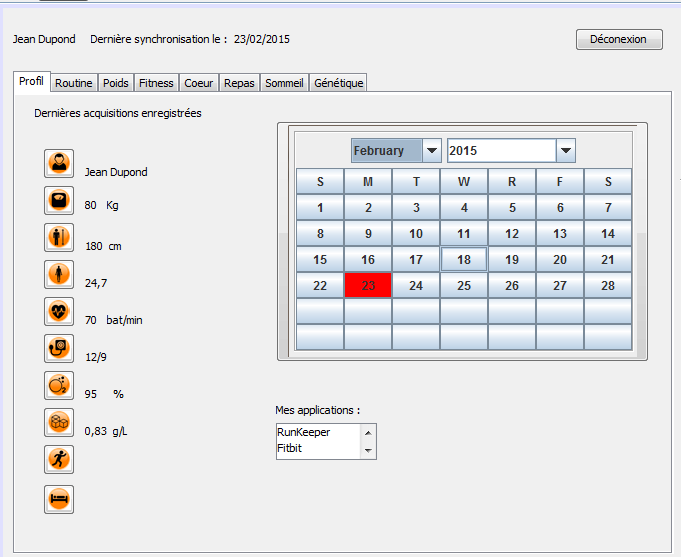 Jean Dupond Dernière synchronisation le : 23/02/2015 Déconexion
Profil Routine Poids Fitness Coeur Repas Sommeil Génétique
Dernières acquisitions enregistrées
Jean Dupond
80 Kg
180 cm
24,7
70 bat/min
12/9
O2
95 %
0,83 g/L
February 2015
S M T W R F S
1 2 3 4 5 6 7
8 9 10 11 12 13 14
15 16 17 18 19 20 21
22 23 24 25 26 27 28
Mes applications :
RunKeeper
Fitbit